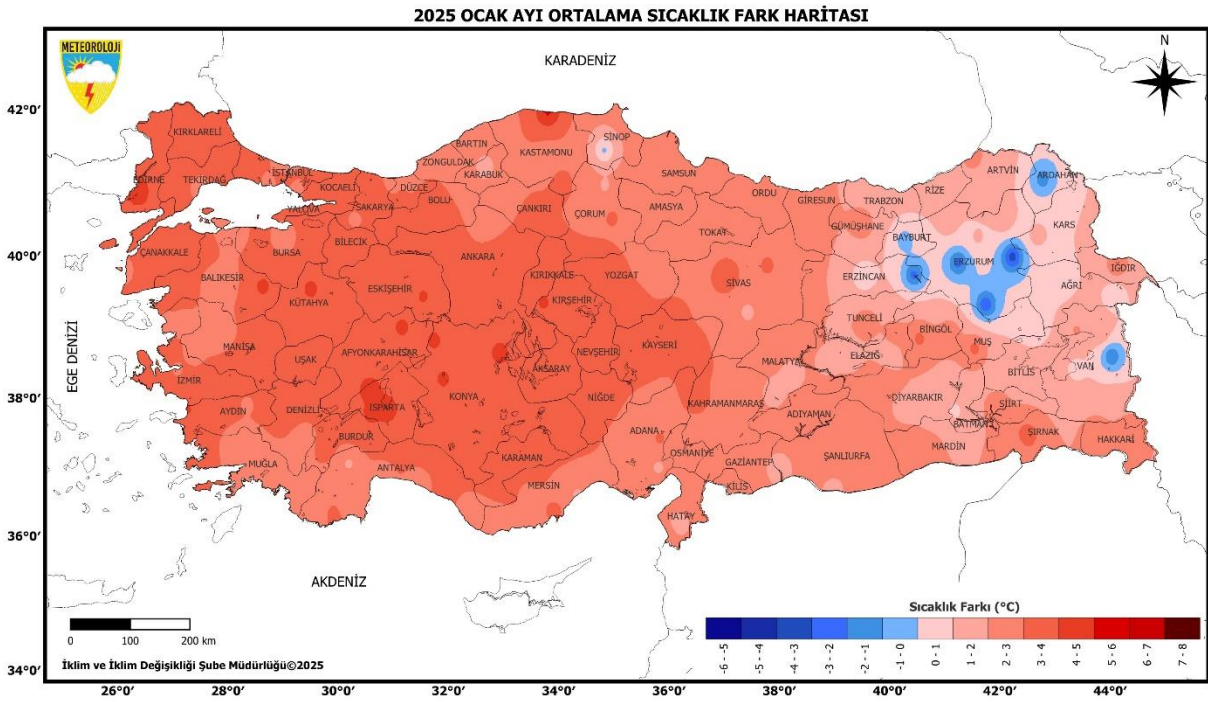 2025 OCAK AYI ORTALAMA SICAKLIK FARK HARİTASI
METEOROLOJİ
KARADENİZ
N
42°0'
40°0'
38°0'
36°0'
34°0'
EGE DENİZİ
AKDENİZ
KIRKLARELİ
EDİRNE
TEKİRDAĞ
İSTANBUL
KOCAELİ
YALOVA
SAKARYA
DÜZCE
BOLU
ZONGULDAK
BARTIN
KARABÜK
KASTAMONU
SİNOP
SAMSUN
ÇANKIRI
ÇORUM
AMASYA
ORDU
GİRESUN
TRABZON
RİZE
ARTVİN
ARDAHAN
GÜMÜŞHANE
BAYBURT
KARS
ÇANAKKALE
BALIKESİR
BURSA
BİLECİK
ANKARA
KIRIKKALE
YOZGAT
TOKAT
SİVAS
ERZİNCAN
ERZURUM
AĞRI
IĞDIR
KÜTAHYA
ESKİŞEHİR
KIRŞEHİR
TUNCELİ
BİNGÖL
MUŞ
MANİSA
UŞAK
AFYONKARAHİSAR
AKSARAY
NEVŞEHİR
KAYSERİ
MALATYA
ELAZIĞ
BİTLİS
VAN
İZMİR
AYDIN
DENİZLİ
ISPARTA
KONYA
NİĞDE
KAHRAMANMARAŞ
ADIYAMAN
DİYARBAKIR
BATMAN
SİİRT
ŞIRNAK
HAKKARİ
MUĞLA
BURDUR
ANTALYA
KARAMAN
MERSİN
ADANA
OSMANİYE
GAZİANTEP
KİLİS
ŞANLIURFA
MARDİN
HATAY
0 100 200 km
İklim ve İklim Değişikliği Şube Müdürlüğü©2025
Sıcaklık Farkı (°C)
-6 - -5
-5 - -4
-4 - -3
-3 - -2
-2 - -1
-1 - 0
0 - 1
1 - 2
2 - 3
3 - 4
4 - 5
5 - 6
6 - 7
7 - 8
26°0' 28°0' 30°0' 32°0' 34°0' 36°0' 38°0' 40°0' 42°0' 44°0'